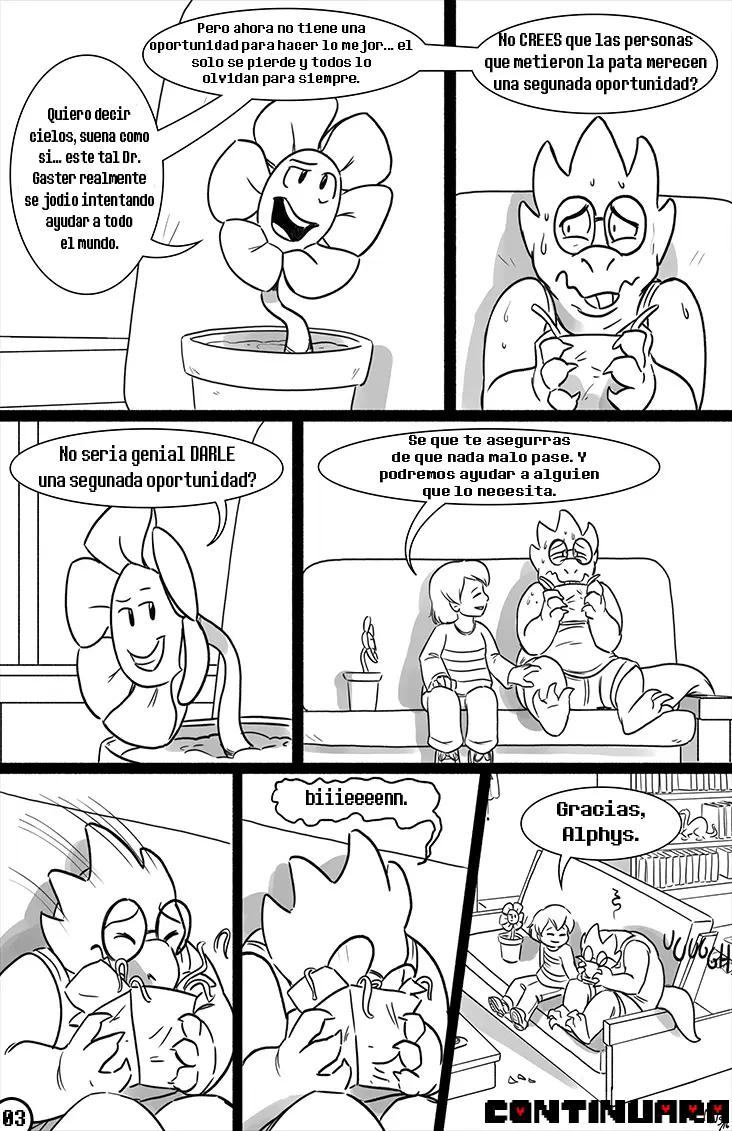 Quiero decir
cielos, suena como
si... este tal Dr.
Gaster realmente
se jodio intentando
ayudar a todo
el mundo.
Pero ahora no tiene una
oportunidad para hacer lo mejor... el
solo se pierde y todos lo
olvidan para siempre.
No CREES que las personas
que metieron la pata merecen
una segunada oportunidad?
No seria genial DARLE
una segunada oportunidad?
Se que te asegurras
de que nada malo pase. Y
podremos ayudar a alguien
que lo necesita.
biiieeeenn.
Gracias,
Alphys.
UUUUGH
03
CONTINUARA